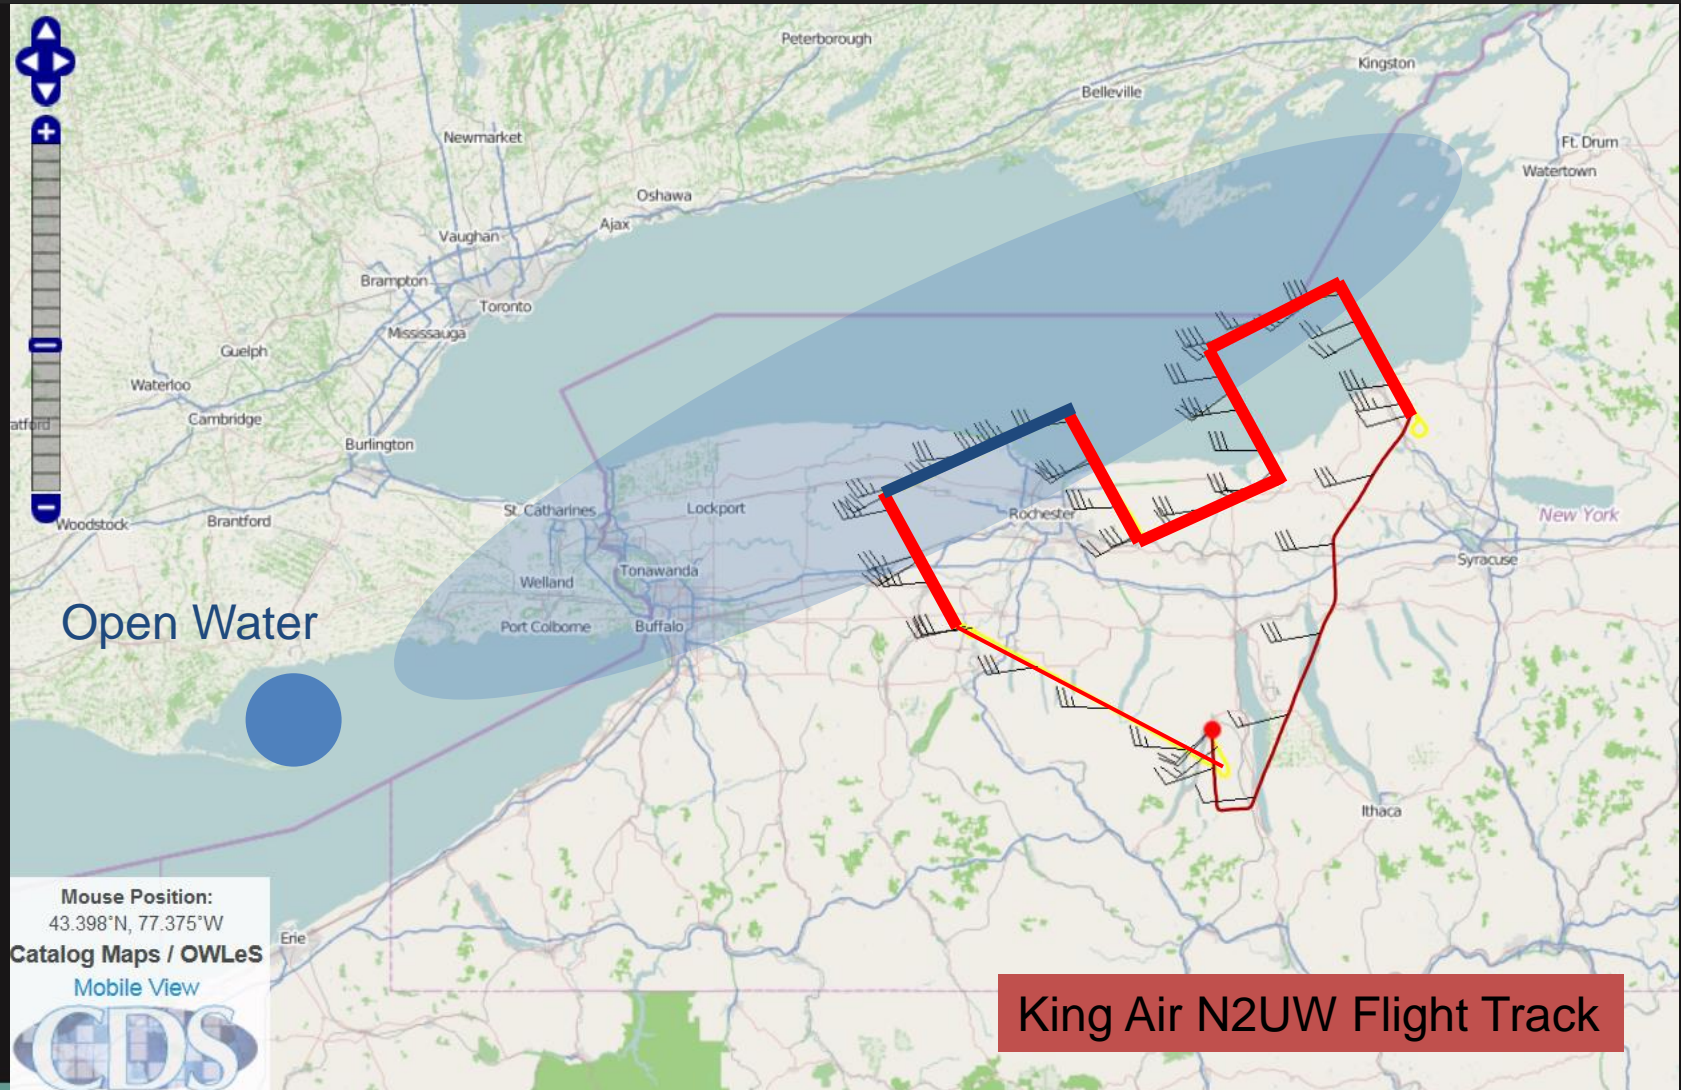 Peterborough
Kingston
Belleville
Ft. Drum
Watertown
Newmarket
Oshawa
Ajax
Vaughan
Brampton
Toronto
Mississauga
Guelph
Waterloo
Cambridge
atford
Burlington
St. Catharines
Lockport
Woodstock
Brantford
Rochester
New York
Syracuse
Welland
Tonawanda
Port Colborne
Buffalo
Open Water
Ithaca
Mouse Position:
43.398°N, 77.375°W
Catalog Maps / OWLeS
Mobile View
CDS
Erie
King Air N2UW Flight Track